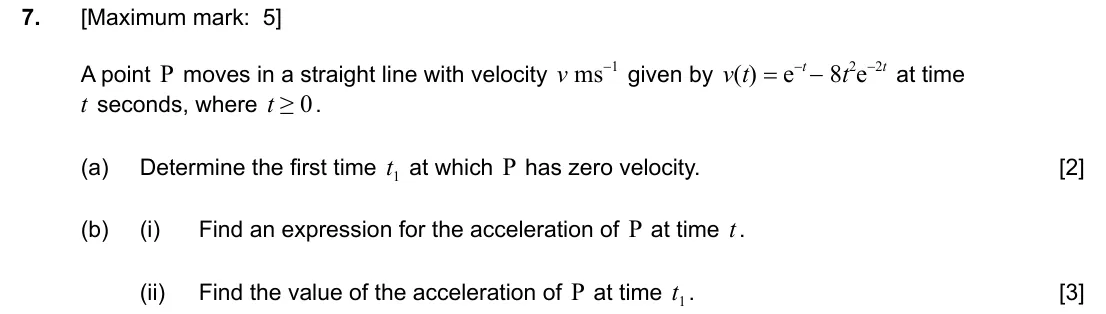 7. [Maximum mark: 5]
A point P moves in a straight line with velocity v ms⁻¹ given by v(t) = e⁻ᵗ – 8t²e⁻²ᵗ at time
t seconds, where t ≥ 0.
(a) Determine the first time t₁ at which P has zero velocity. [2]
(b) (i) Find an expression for the acceleration of P at time t.
(ii) Find the value of the acceleration of P at time t₁. [3]